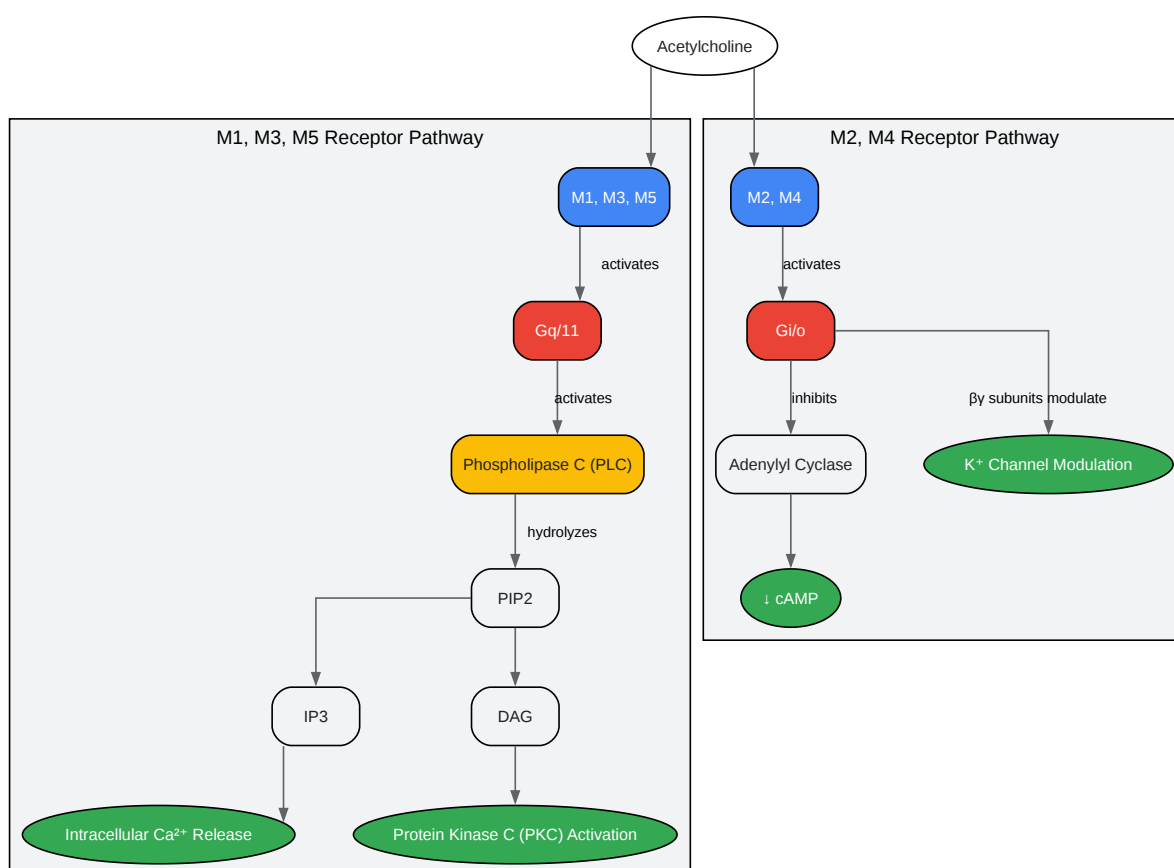 Acetylcholine
M1, M3, M5 Receptor Pathway
M2, M4 Receptor Pathway
M1, M3, M5
M2, M4
activates
activates
Gq/11
Gi/o
activates
inhibits
βγ subunits modulate
Phospholipase C (PLC)
Adenylyl Cyclase
K⁺ Channel Modulation
hydrolyzes
PIP2
↓ cAMP
IP3
DAG
Intracellular Ca²⁺ Release
Protein Kinase C (PKC) Activation